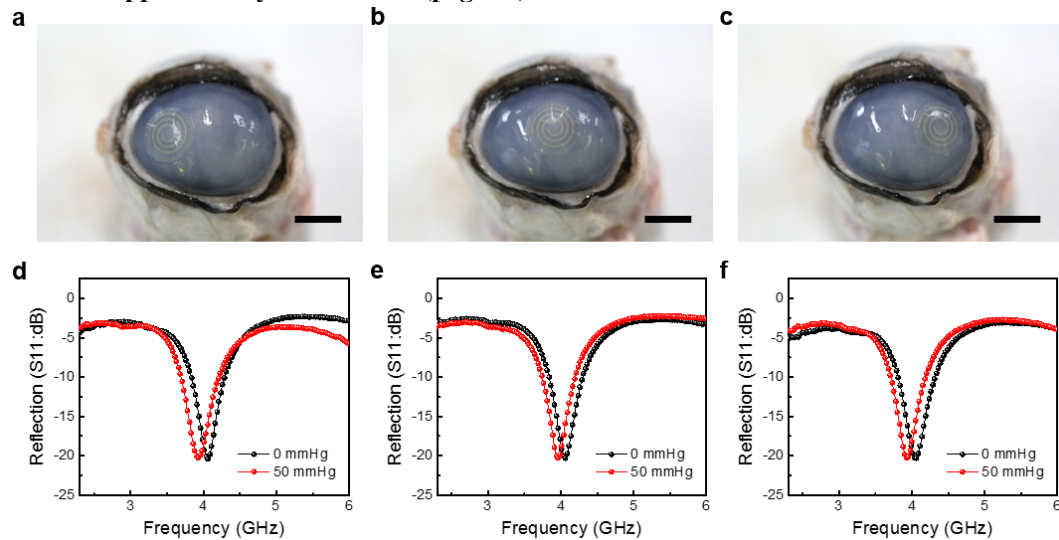 a
b
c
d
e
f
0
-5
-10
-15
-20
-25
Reflection (S11:dB)
0 mmHg
50 mmHg
3 4 5 6
Frequency (GHz)
0
-5
-10
-15
-20
-25
Reflection (S11:dB)
0 mmHg
50 mmHg
3 4 5 6
Frequency (GHz)
0
-5
-10
-15
-20
-25
Reflection (S11:dB)
0 mmHg
50 mmHg
3 4 5 6
Frequency (GHz)